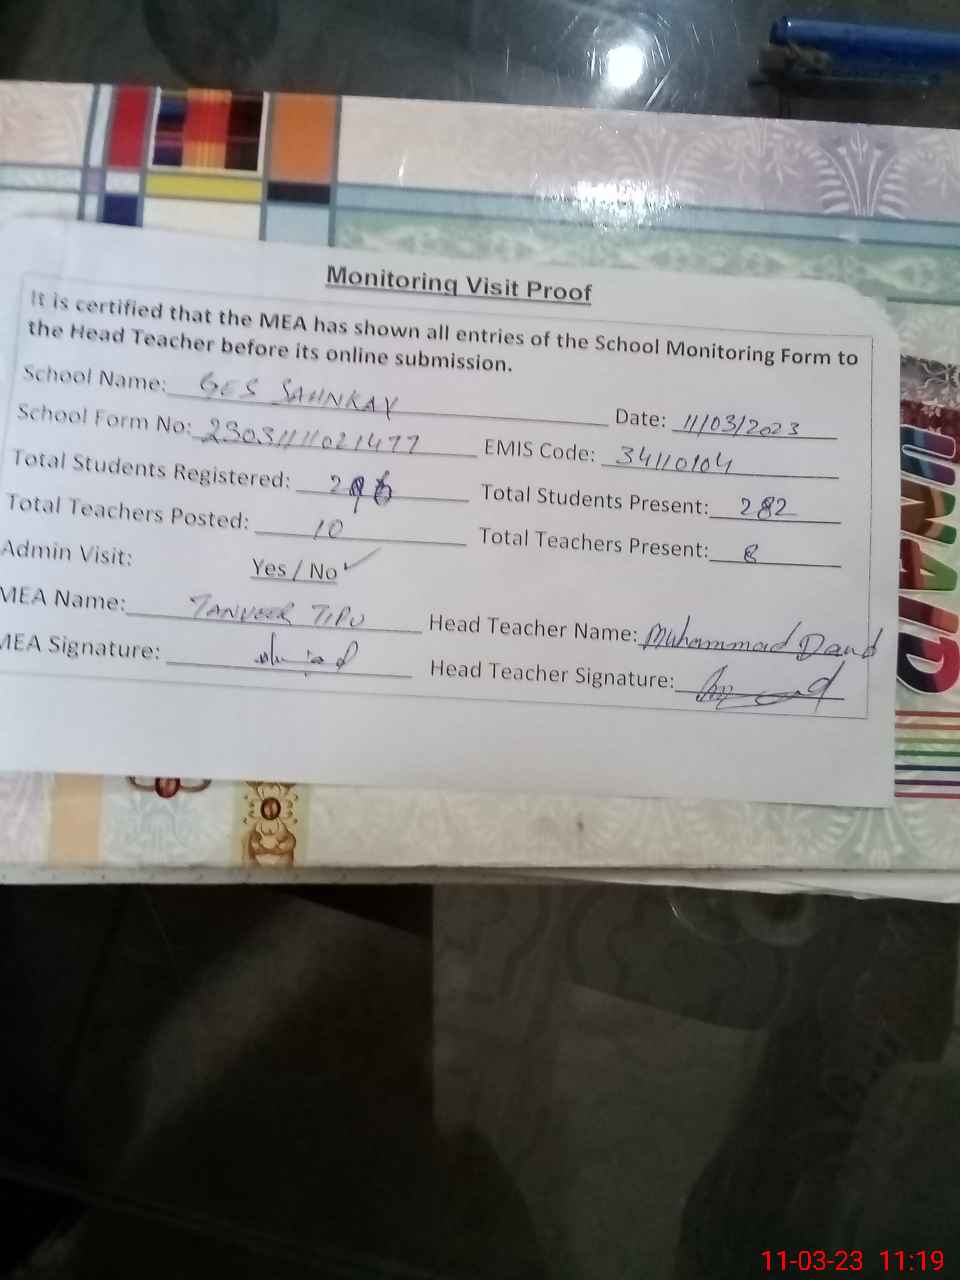 Monitoring Visit Proof
It is certified that the MEA has shown all entries of the School Monitoring Form to
the Head Teacher before its online submission.
School Name: GES SAHNKAY Date: 11/03/2023
School Form No: EMIS Code: 34110104
Total Students Registered: Total Students Present: 282
Total Teachers Posted: 10 Total Teachers Present: 8
Admin Visit: Yes / No ✓
MEA Name: TANVEER TIPU Head Teacher Name: Muhammad Daud
MEA Signature: Head Teacher Signature:
UMAID
11-03-23 11:19